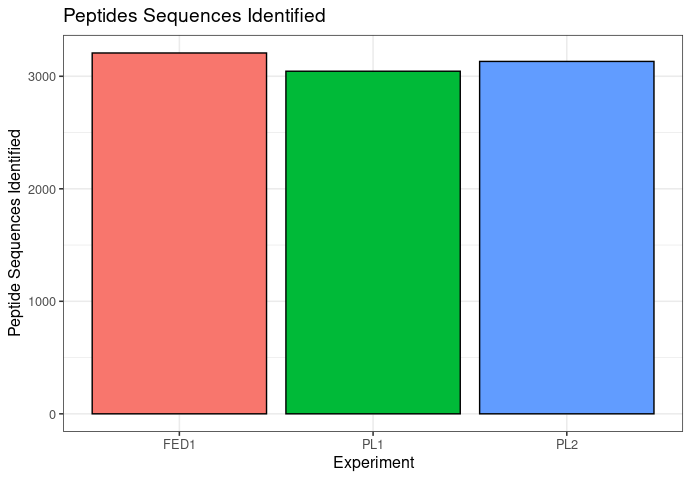 Peptides Sequences Identified
Peptide Sequences Identified
3000
2000
1000
0
FED1 PL1 PL2
Experiment